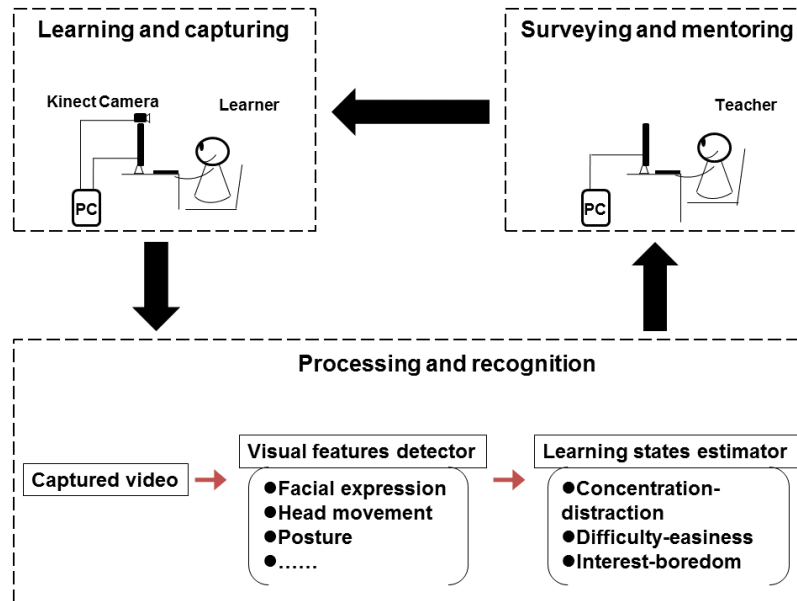 Learning and capturing
Kinect Camera
Learner
PC
Surveying and mentoring
Teacher
PC
Processing and recognition
Captured video
Visual features detector
●Facial expression
●Head movement
●Posture
●……
Learning states estimator
●Concentration-
distraction
●Difficulty-easiness
●Interest-boredom